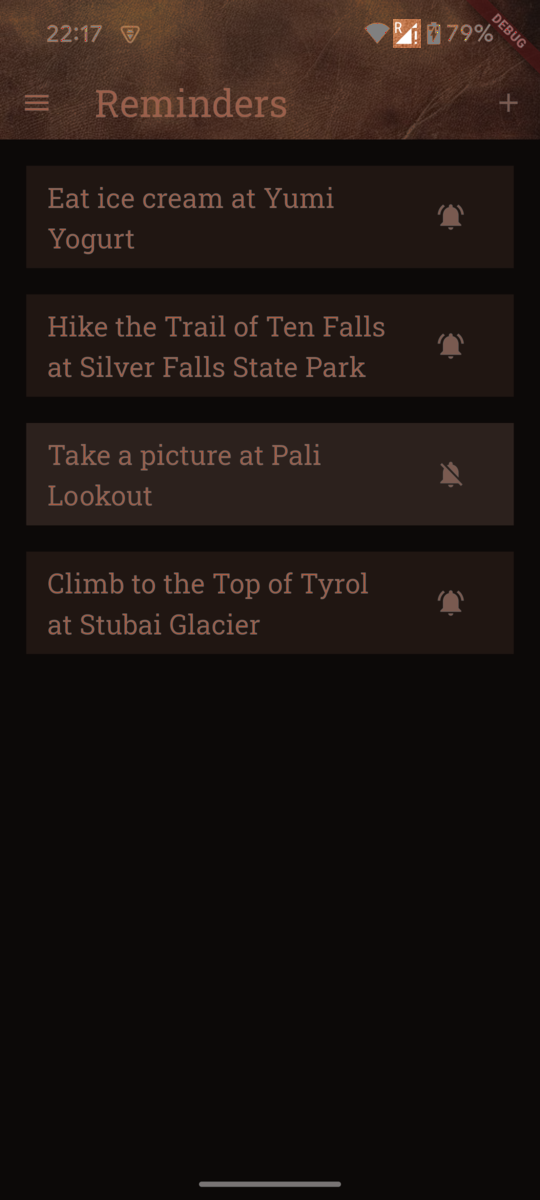 22:17
R
79%
DEBUG
Reminders
Eat ice cream at Yumi
Yogurt
Hike the Trail of Ten Falls
at Silver Falls State Park
Take a picture at Pali
Lookout
Climb to the Top of Tyrol
at Stubai Glacier